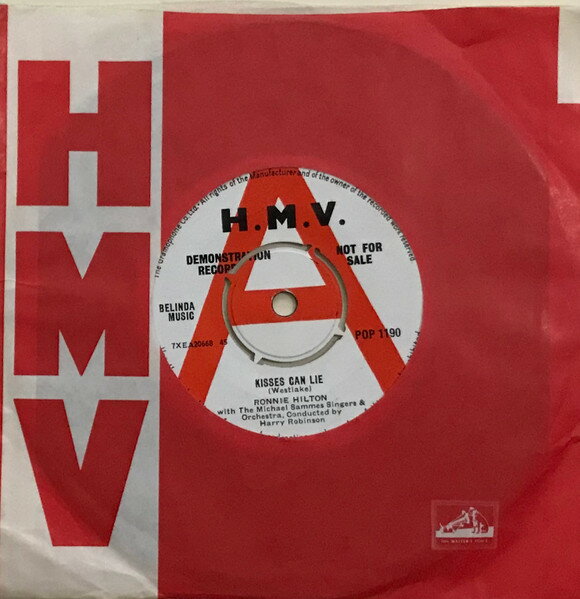 HMV
The Gramophone Co. Ltd. All rights of the Manufacturer and of the owner of the recorded work reserved
H.M.V.
DEMONSTRATION RECORD
NOT FOR SALE
BELINDA
MUSIC
7XEA20668 45
POP 1190
KISSES CAN LIE
(Westlake)
RONNIE HILTON
with The Michael Sammes Singers &
Orchestra, Conducted by
Harry Robinson
HIS MASTER'S VOICE